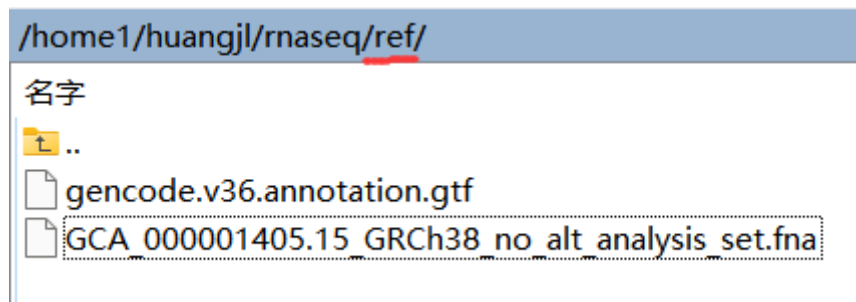 /home1/huangjl/rnaseq/ref/
名字
..
gencode.v36.annotation.gtf
GCA_000001405.15_GRCh38_no_alt_analysis_set.fna